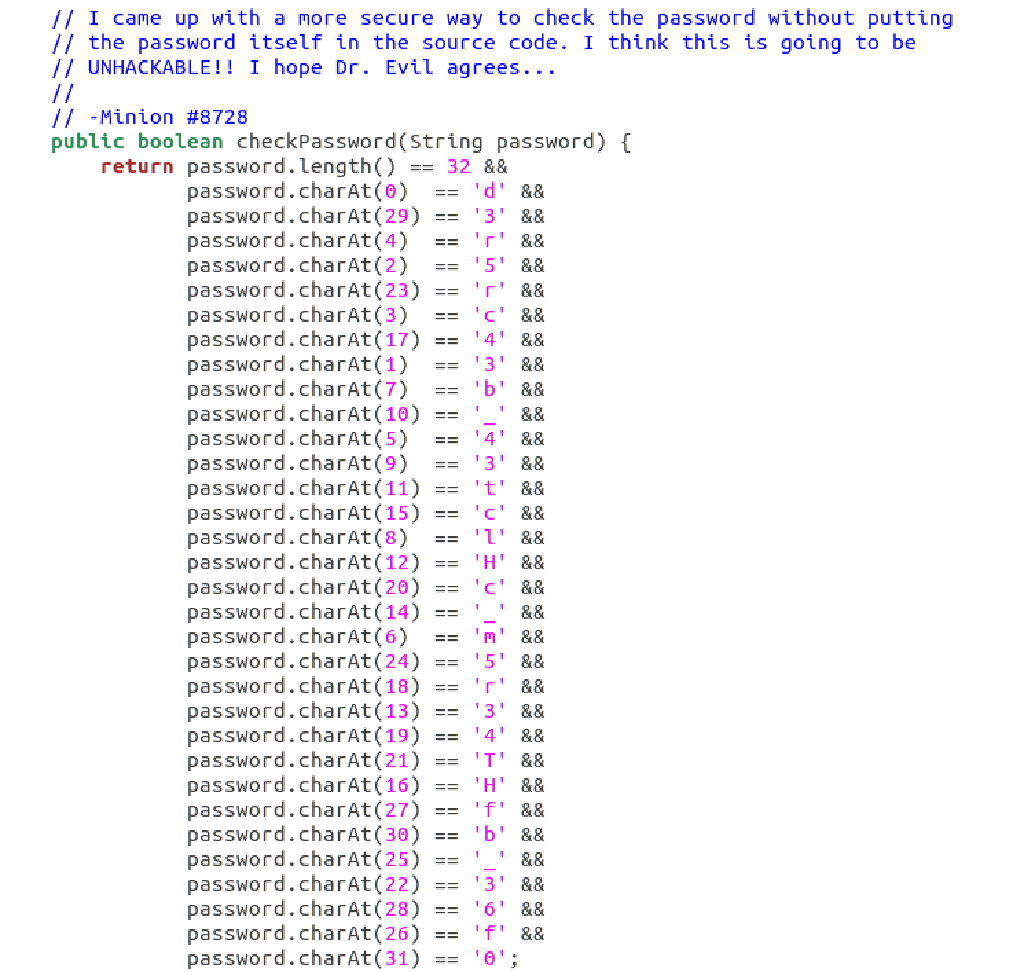 // I came up with a more secure way to check the password without putting
// the password itself in the source code. I think this is going to be
// UNHACKABLE!! I hope Dr. Evil agrees...
//
// -Minion #8728
public boolean checkPassword(String password) {
    return password.length() == 32 &&
           password.charAt(0)  == 'd' &&
           password.charAt(29) == '3' &&
           password.charAt(4)  == 'r' &&
           password.charAt(2)  == '5' &&
           password.charAt(23) == 'r' &&
           password.charAt(3)  == 'c' &&
           password.charAt(17) == '4' &&
           password.charAt(1)  == '3' &&
           password.charAt(7)  == 'b' &&
           password.charAt(10) == '_' &&
           password.charAt(5)  == '4' &&
           password.charAt(9)  == '3' &&
           password.charAt(11) == 't' &&
           password.charAt(15) == 'c' &&
           password.charAt(8)  == 'l' &&
           password.charAt(12) == 'H' &&
           password.charAt(20) == 'c' &&
           password.charAt(14) == '_' &&
           password.charAt(6)  == 'm' &&
           password.charAt(24) == '5' &&
           password.charAt(18) == 'r' &&
           password.charAt(13) == '3' &&
           password.charAt(19) == '4' &&
           password.charAt(21) == 'T' &&
           password.charAt(16) == 'H' &&
           password.charAt(27) == 'f' &&
           password.charAt(30) == 'b' &&
           password.charAt(25) == '_' &&
           password.charAt(22) == '3' &&
           password.charAt(28) == '6' &&
           password.charAt(26) == 'f' &&
           password.charAt(31) == '0';